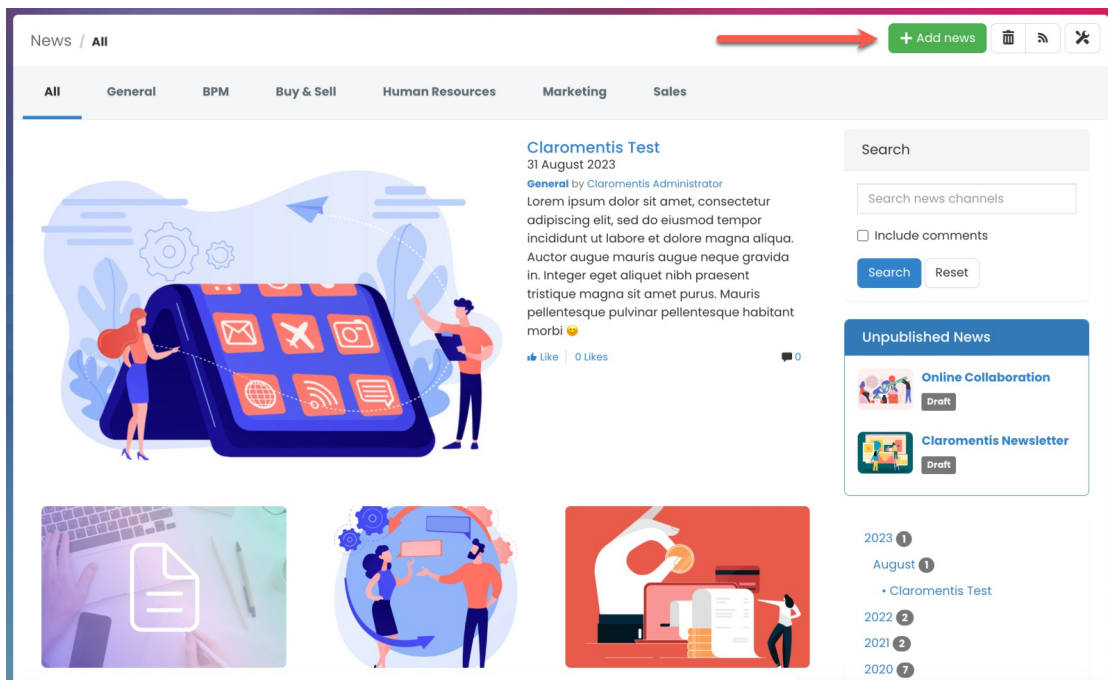 News / All
+ Add news
All General BPM Buy & Sell Human Resources Marketing Sales
Claromentis Test
31 August 2023
General by Claromentis Administrator
Lorem ipsum dolor sit amet, consectetur
adipiscing elit, sed do eiusmod tempor
incididunt ut labore et dolore magna aliqua.
Auctor augue mauris augue neque gravida
in. Integer eget aliquet nibh praesent
tristique magna sit amet purus. Mauris
pellentesque pulvinar pellentesque habitant
morbi 😊
Like 0 Likes 0
Search
Search news channels
Include comments
Search Reset
Unpublished News
Online Collaboration
Draft
Claromentis Newsletter
Draft
2023 1
August 1
• Claromentis Test
2022 2
2021 2
2020 7